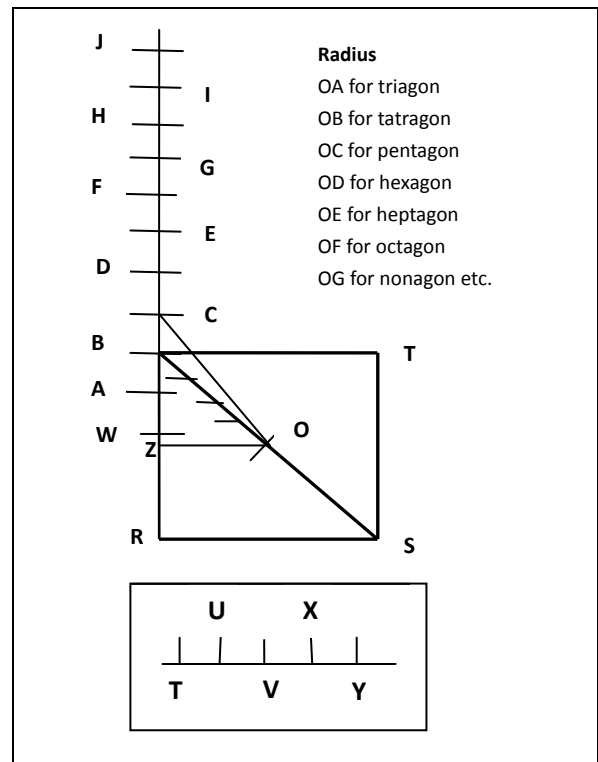 J
Radius
I
OA for triagon
H
OB for tatragon
OC for pentagon
G
F
OD for hexagon
OE for heptagon
E
OF for octagon
D
OG for nonagon etc.
C
B
T
A
O
W
Z
R
S
U X
T V Y